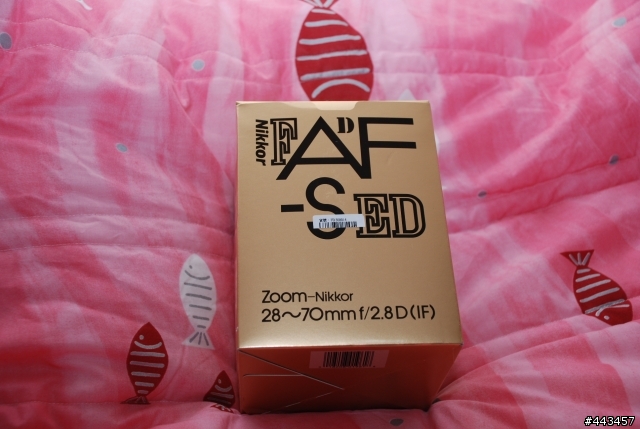 Nikkor
F AF D
-S ED
Zoom-Nikkor
28~70mm f/2.8D(IF)
#443457